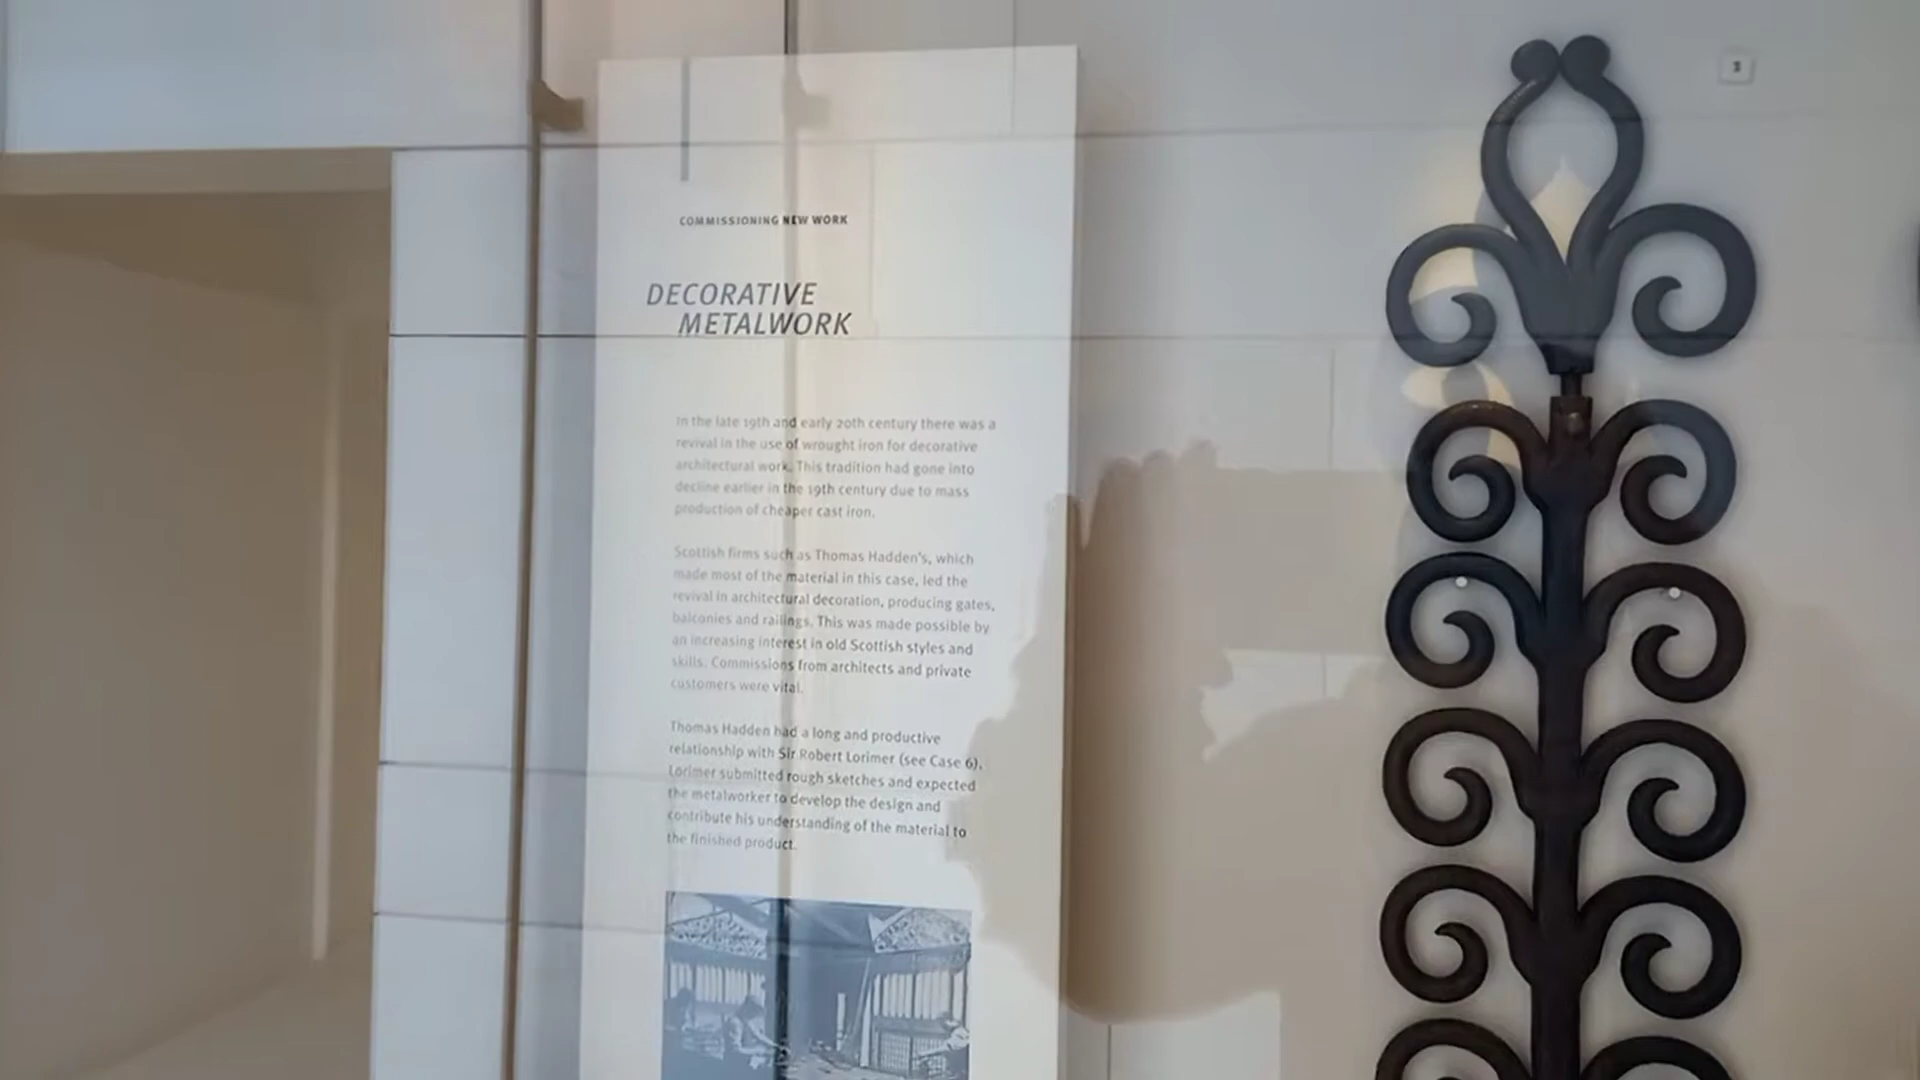 COMMISSIONING NEW WORK
DECORATIVE
METALWORK
In the late 19th and early 20th century there was a
revival in the use of wrought iron for decorative
architectural work. This tradition had gone into
decline earlier in the 19th century due to mass
production of cheaper cast iron.
Scottish firms such as Thomas Hadden's, which
made most of the material in this case, led the
revival in architectural decoration, producing gates,
balconies and railings. This was made possible by
an increasing interest in old Scottish styles and
skills. Commissions from architects and private
customers were vital.
Thomas Hadden had a long and productive
relationship with Sir Robert Lorimer (see Case 6).
Lorimer submitted rough sketches and expected
the metalworker to develop the design and
contribute his understanding of the material to
the finished product.